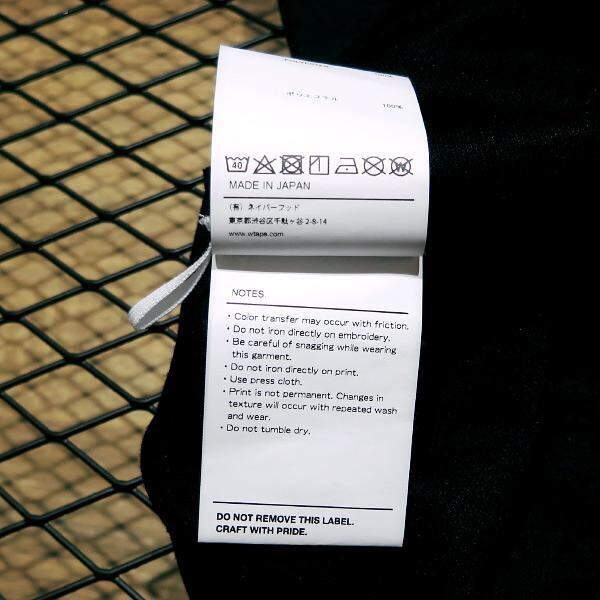 ポリエステル 100%
40
MADE IN JAPAN
(有) ネイバーフッド
東京都渋谷区千駄ヶ谷 2-8-14
www.wtaps.com
NOTES
・Color transfer may occur with friction.
・Do not iron directly on embroidery.
・Be careful of snagging while wearing
this garment.
・Do not iron directly on print.
・Use press cloth.
・Print is not permanent. Changes in
texture will occur with repeated wash
and wear.
・Do not tumble dry.
DO NOT REMOVE THIS LABEL.
CRAFT WITH PRIDE.